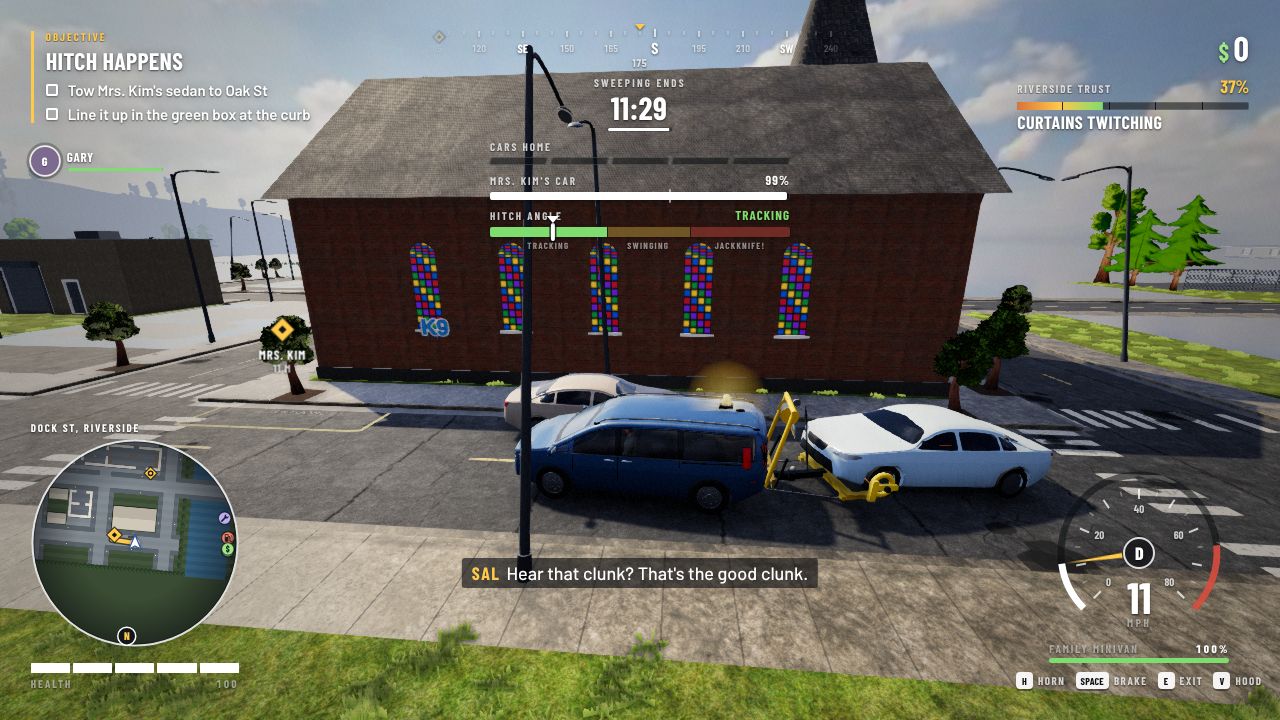 OBJECTIVE
HITCH HAPPENS
Tow Mrs. Kim's sedan to Oak St
Line it up in the green box at the curb
G GARY
120 SE 150 165 S 195 210 SW 240
175
SWEEPING ENDS
11:29
CARS HOME
MRS. KIM'S CAR 99%
HITCH ANGLE TRACKING
TRACKING SWINGING JACKKNIFE!
$0
RIVERSIDE TRUST 37%
CURTAINS TWITCHING
K9
MRS. KIM
DOCK ST, RIVERSIDE
N
HEALTH 100
SAL Hear that clunk? That's the good clunk.
0 20 40 60 80
D
11
MPH
FAMILY MINIVAN 100%
H HORN SPACE BRAKE E EXIT V HOOD